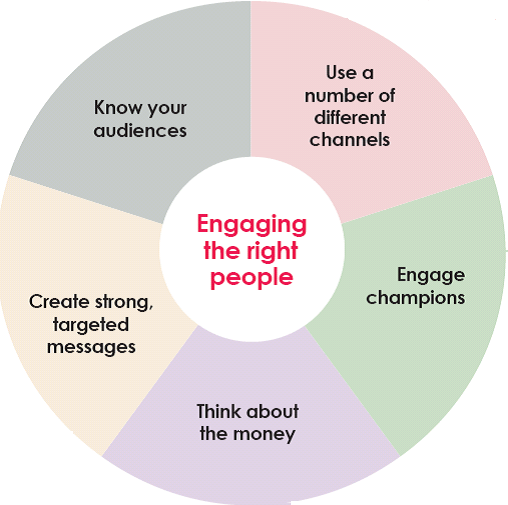 Know your
audiences
Use a
number of
different
channels
Engaging
the right
people
Engage
champions
Create strong,
targeted
messages
Think about
the money